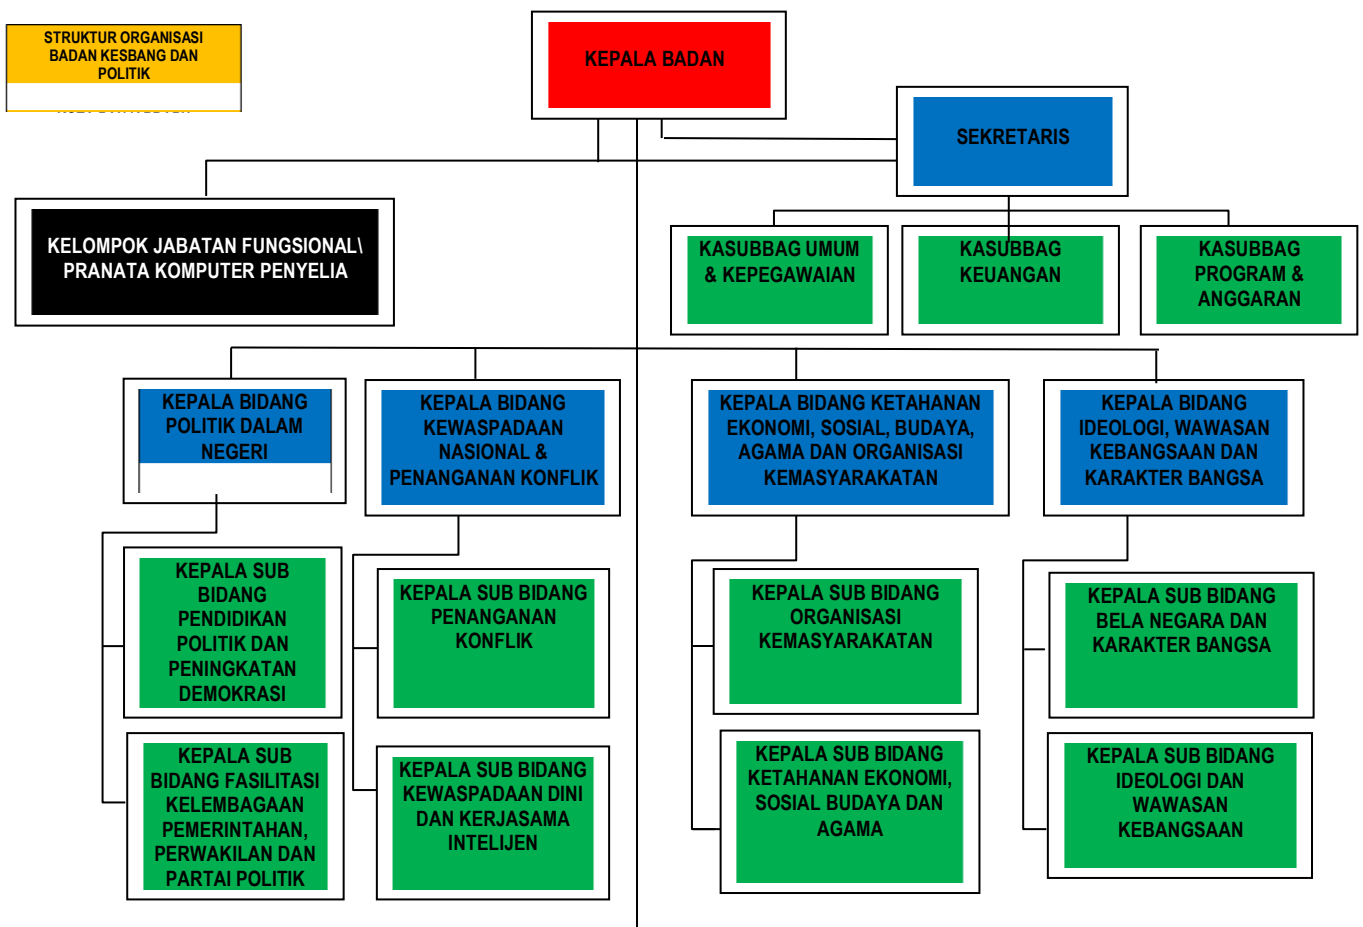 STRUKTUR ORGANISASI
BADAN KESBANG DAN
POLITIK
KEPALA BADAN
SEKRETARIS
KELOMPOK JABATAN FUNGSIONAL\
PRANATA KOMPUTER PENYELIA
KASUBBAG UMUM
& KEPEGAWAIAN
KASUBBAG
KEUANGAN
KASUBBAG
PROGRAM &
ANGGARAN
KEPALA BIDANG
POLITIK DALAM
NEGERI
KEPALA BIDANG
KEWASPADAAN
NASIONAL &
PENANGANAN KONFLIK
KEPALA BIDANG KETAHANAN
EKONOMI, SOSIAL, BUDAYA,
AGAMA DAN ORGANISASI
KEMASYARAKATAN
KEPALA BIDANG
IDEOLOGI, WAWASAN
KEBANGSAAN DAN
KARAKTER BANGSA
KEPALA SUB
BIDANG
PENDIDIKAN
POLITIK DAN
PENINGKATAN
DEMOKRASI
KEPALA SUB BIDANG
PENANGANAN
KONFLIK
KEPALA SUB BIDANG
ORGANISASI
KEMASYARAKATAN
KEPALA SUB BIDANG
BELA NEGARA DAN
KARAKTER BANGSA
KEPALA SUB
BIDANG FASILITASI
KELEMBAGAAN
PEMERINTAHAN,
PERWAKILAN DAN
PARTAI POLITIK
KEPALA SUB BIDANG
KEWASPADAAN DINI
DAN KERJASAMA
INTELIJEN
KEPALA SUB BIDANG
KETAHANAN EKONOMI,
SOSIAL BUDAYA DAN
AGAMA
KEPALA SUB BIDANG
IDEOLOGI DAN
WAWASAN
KEBANGSAAN